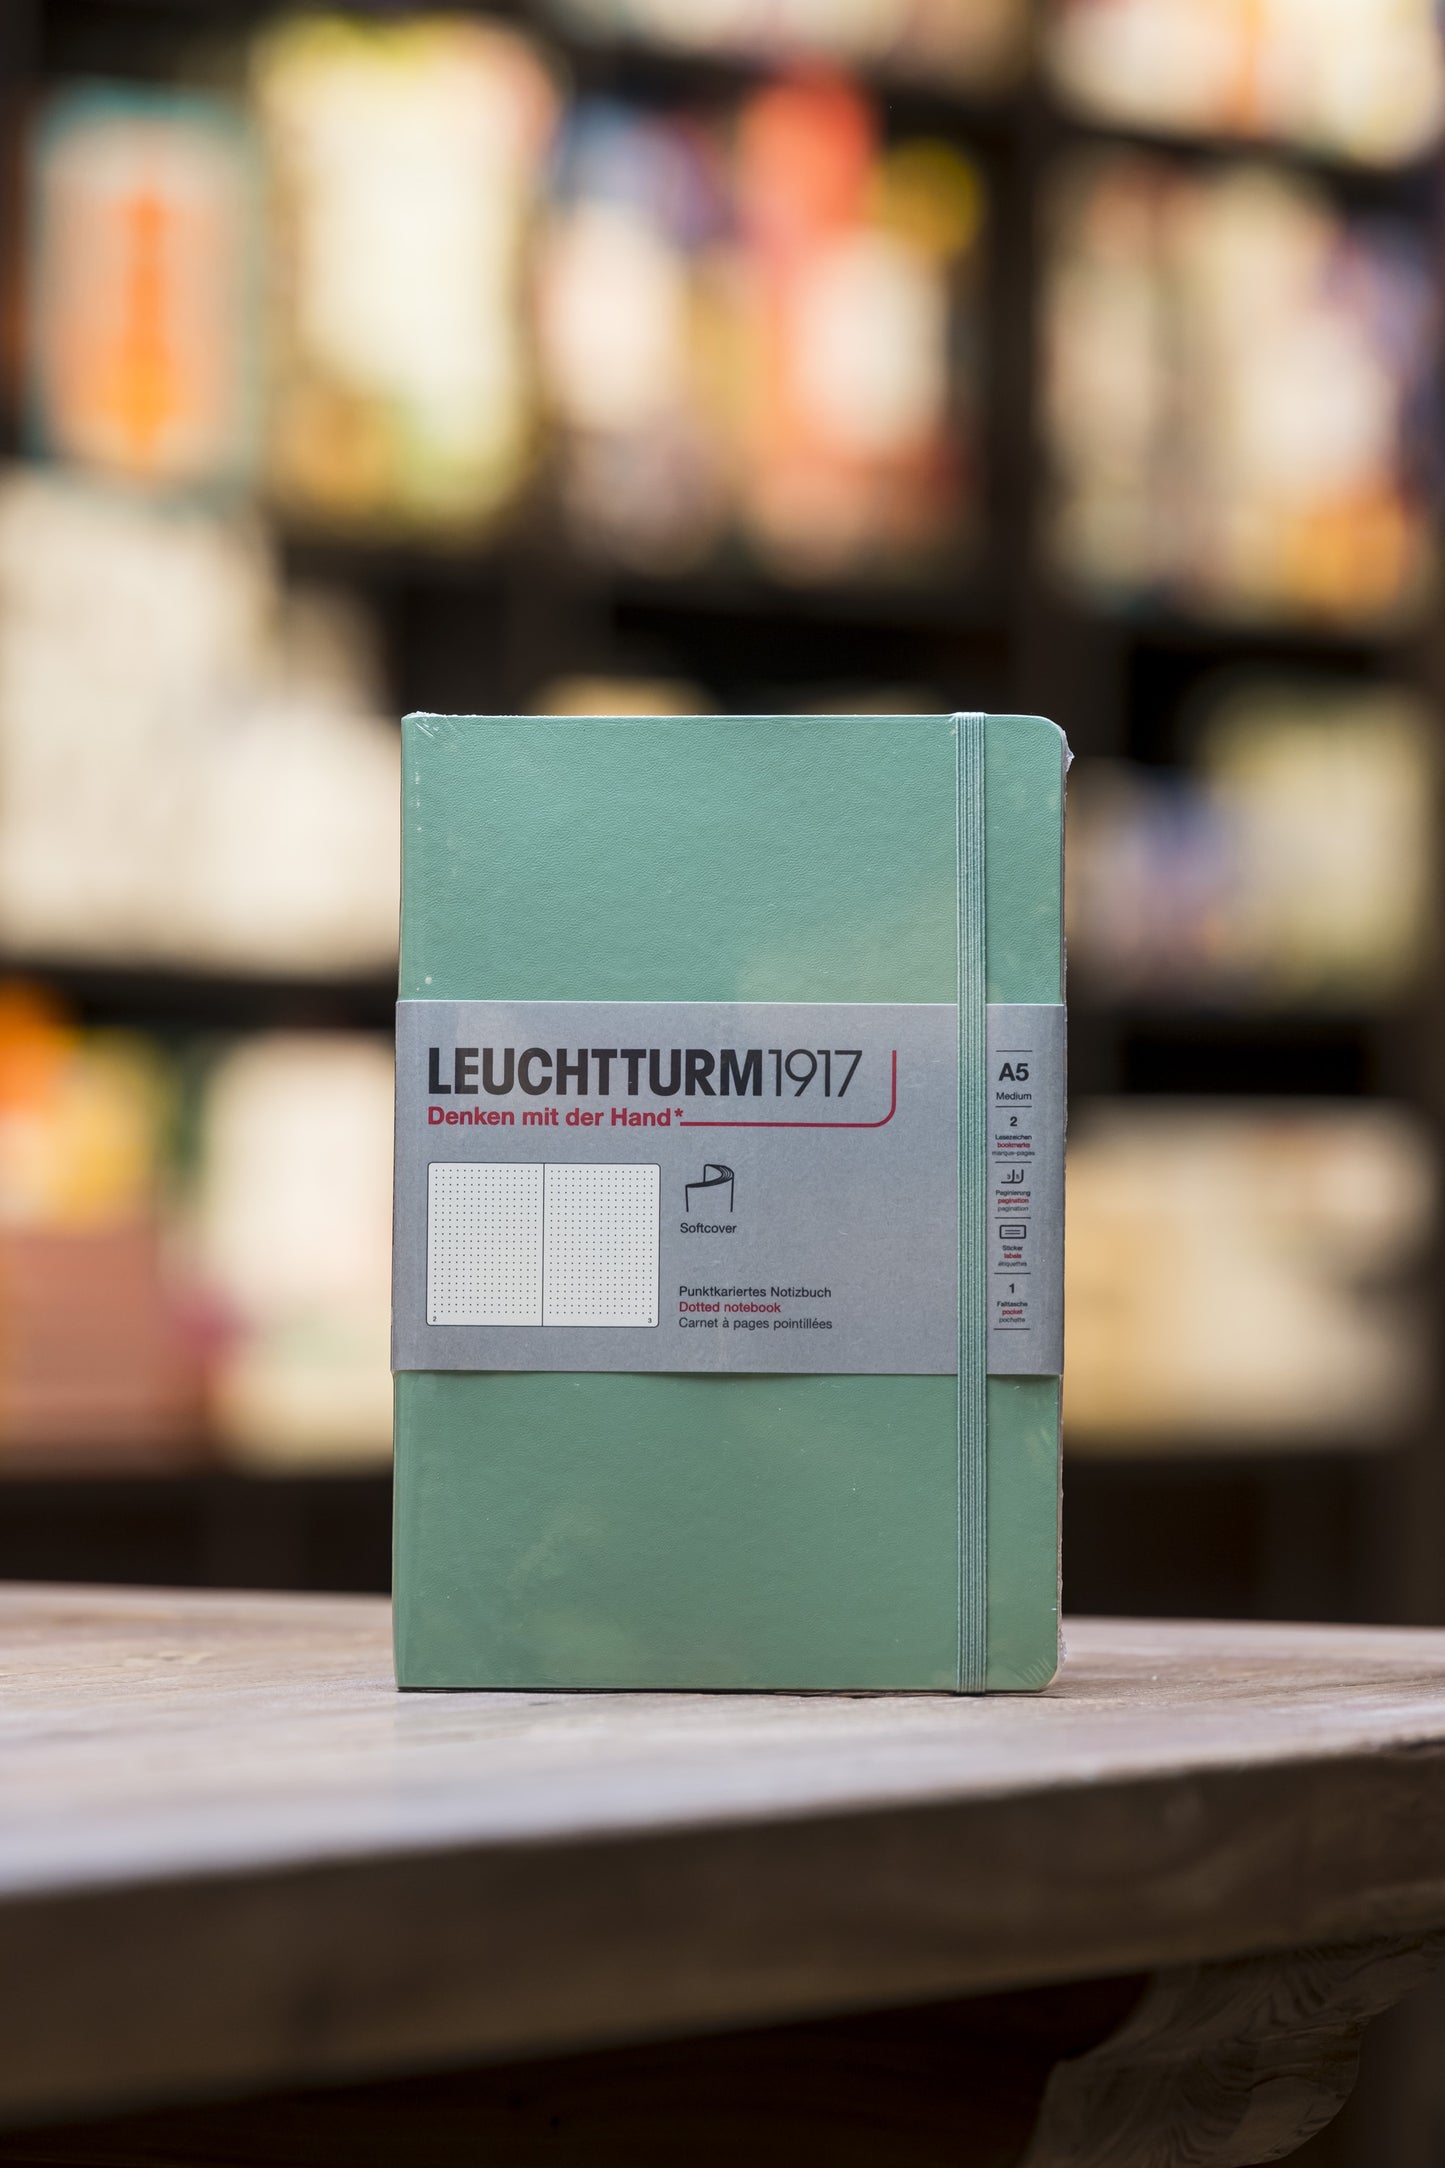 LEUCHTTURM1917
Denken mit der Hand*
Softcover
Punktkariertes Notizbuch
Dotted notebook
Carnet à pages pointillées
2
3
A5
Medium
2
Lesezeichen
bookmarks
marque-pages
Paginierung
pagination
pagination
Sticker
labels
étiquettes
1
Falttasche
pocket
pochette